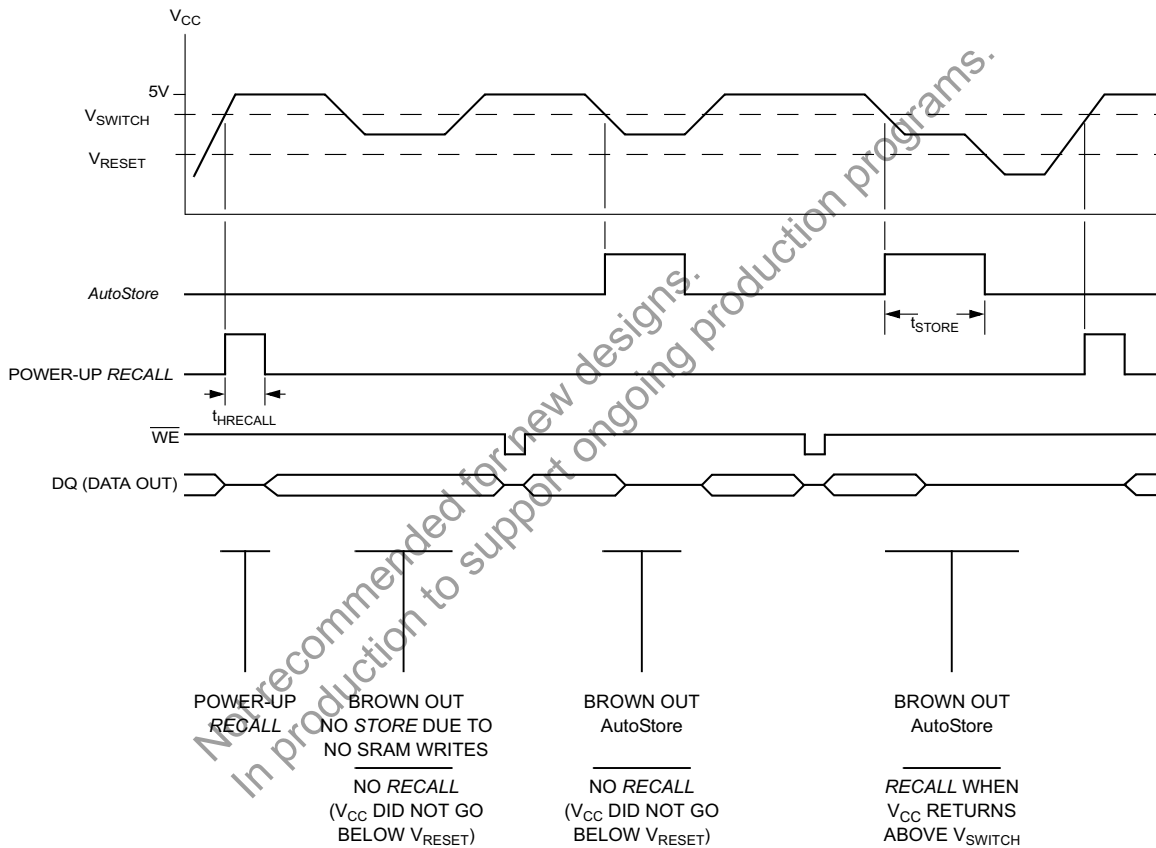 VCC
5V
VSWITCH
VRESET
AutoStore
tSTORE
POWER-UP RECALL
tHRECALL
WE
DQ (DATA OUT)
POWER-UP
RECALL
BROWN OUT
NO STORE DUE TO
NO SRAM WRITES
NO RECALL
(VCC DID NOT GO
BELOW VRESET)
BROWN OUT
AutoStore
NO RECALL
(VCC DID NOT GO
BELOW VRESET)
BROWN OUT
AutoStore
RECALL WHEN
VCC RETURNS
ABOVE VSWITCH
Not recommended for new designs.
In production to support ongoing production programs.